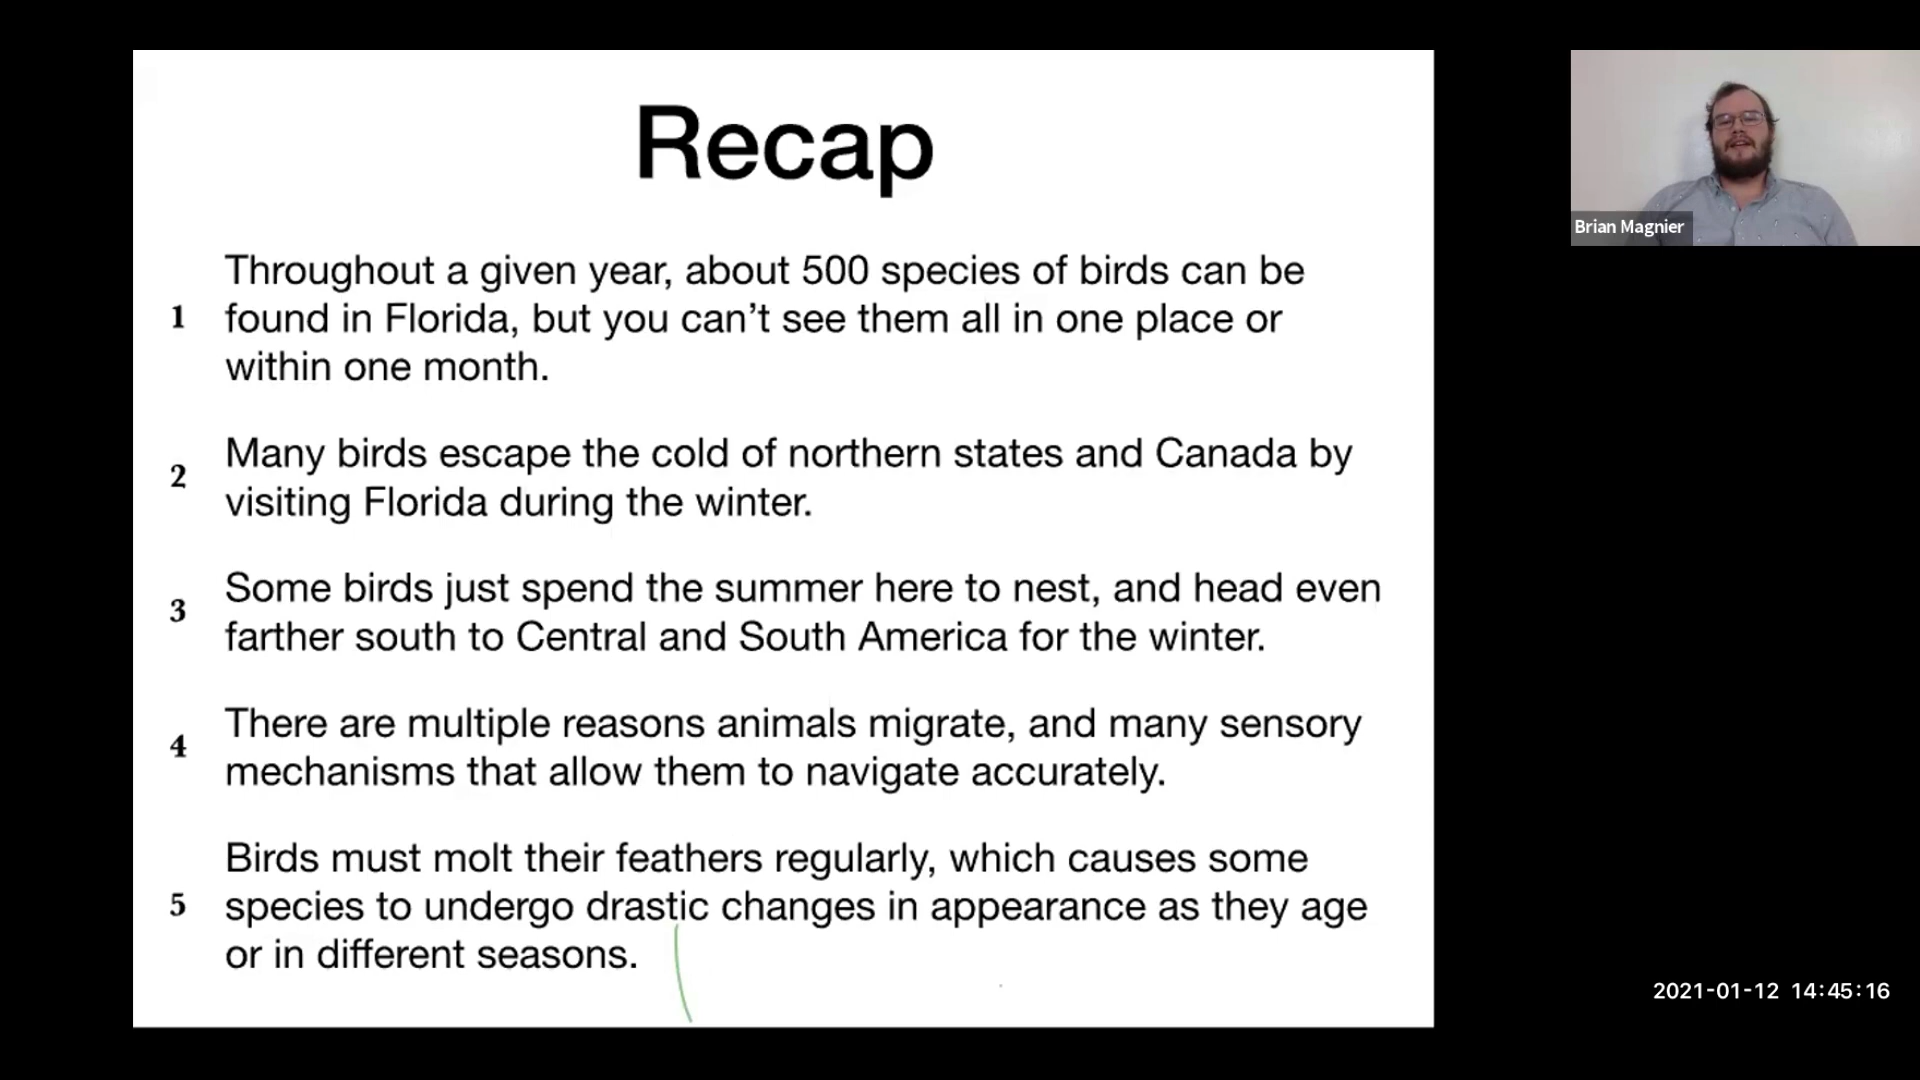 Recap
1 Throughout a given year, about 500 species of birds can be
found in Florida, but you can’t see them all in one place or
within one month.
2 Many birds escape the cold of northern states and Canada by
visiting Florida during the winter.
3 Some birds just spend the summer here to nest, and head even
farther south to Central and South America for the winter.
4 There are multiple reasons animals migrate, and many sensory
mechanisms that allow them to navigate accurately.
5 Birds must molt their feathers regularly, which causes some
species to undergo drastic changes in appearance as they age
or in different seasons.
Brian Magnier
2021-01-12 14:45:16